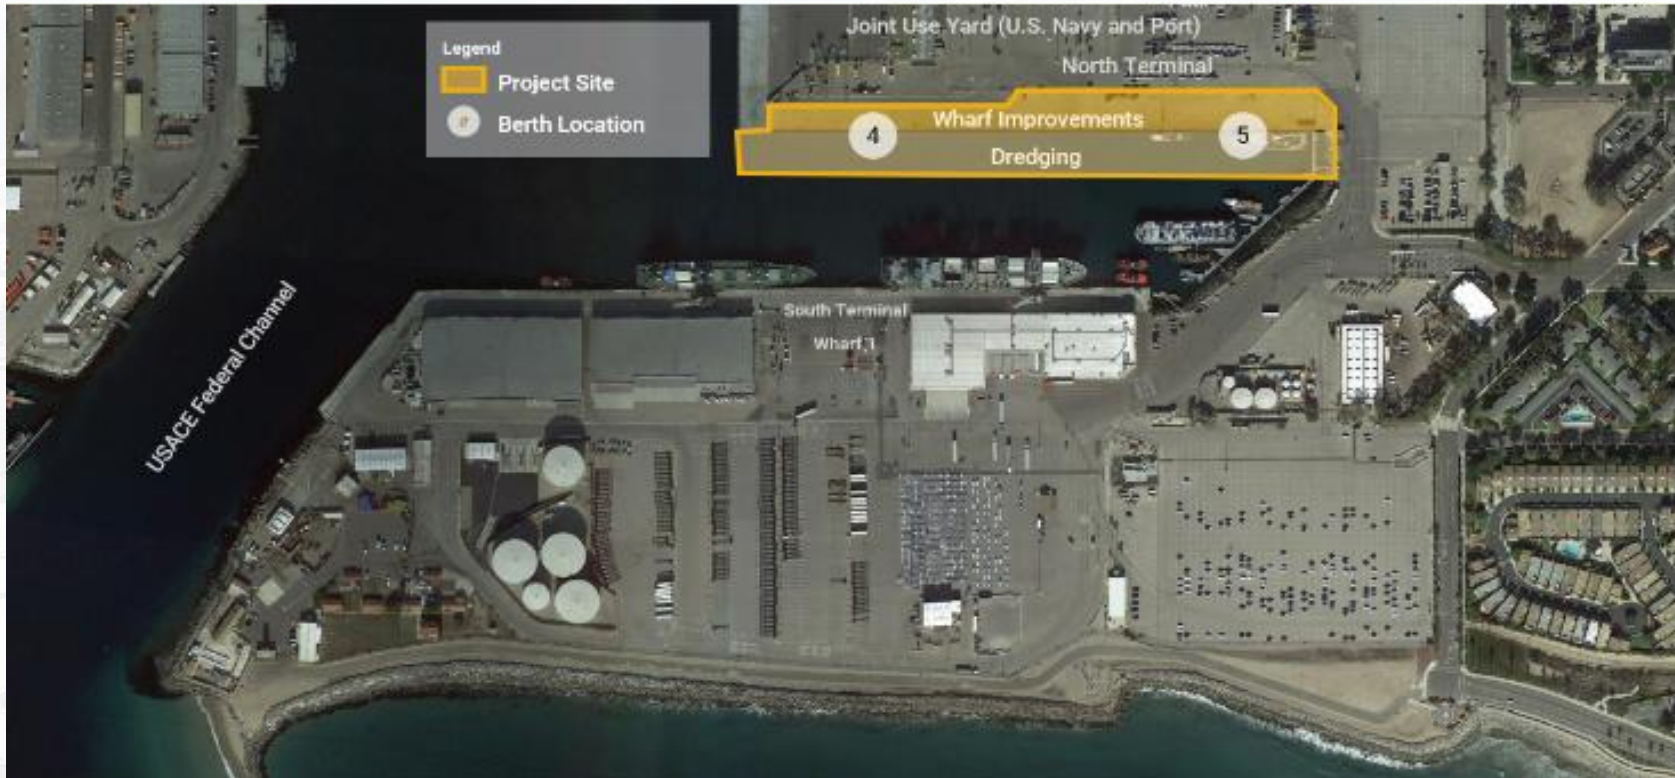 Joint Use Yard (U.S. Navy and Port)
North Terminal
Legend
Project Site
Berth Location
Wharf Improvements
4
5
Dredging
USACE Federal Channel
South Terminal
Wharf 1